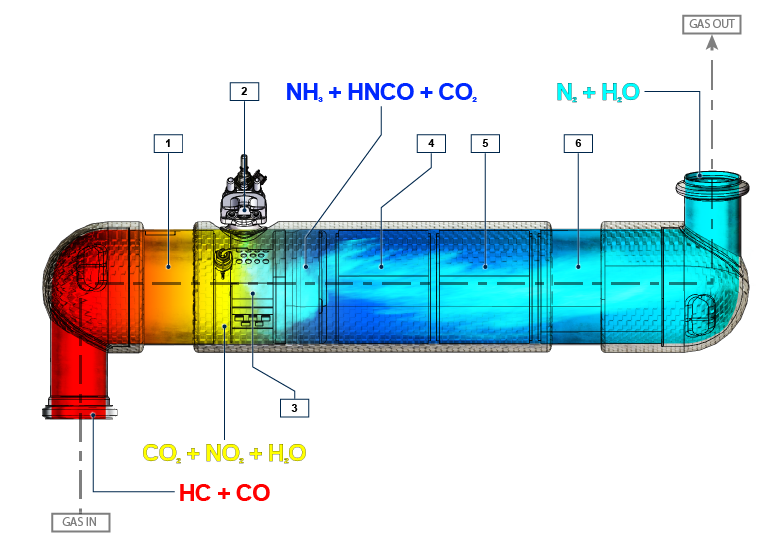 GAS OUT
2
NH₃ + HNCO + CO₂
N₂ + H₂O
1
4
5
6
3
CO₂ + NO₂ + H₂O
HC + CO
GAS IN